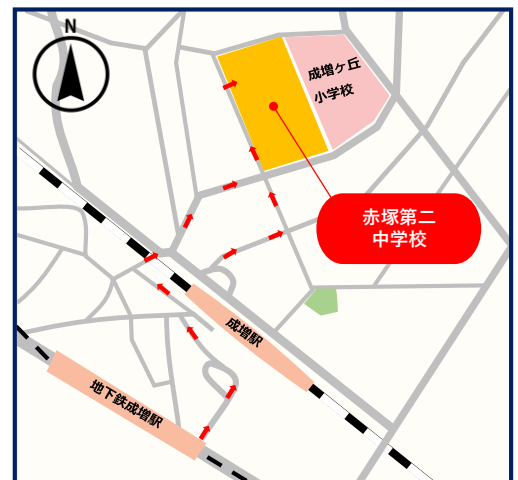 N
成増ヶ丘
小学校
赤塚第二
中学校
成増駅
地下鉄成増駅